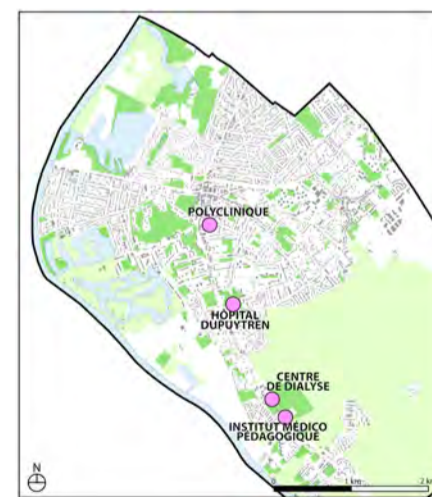 POLYCLINIQUE
HÔPITAL
DUPUYTREN
CENTRE
DE DIALYSE
INSTITUT MÉDICO
PÉDAGOGIQUE
N
0
1 km
2 km